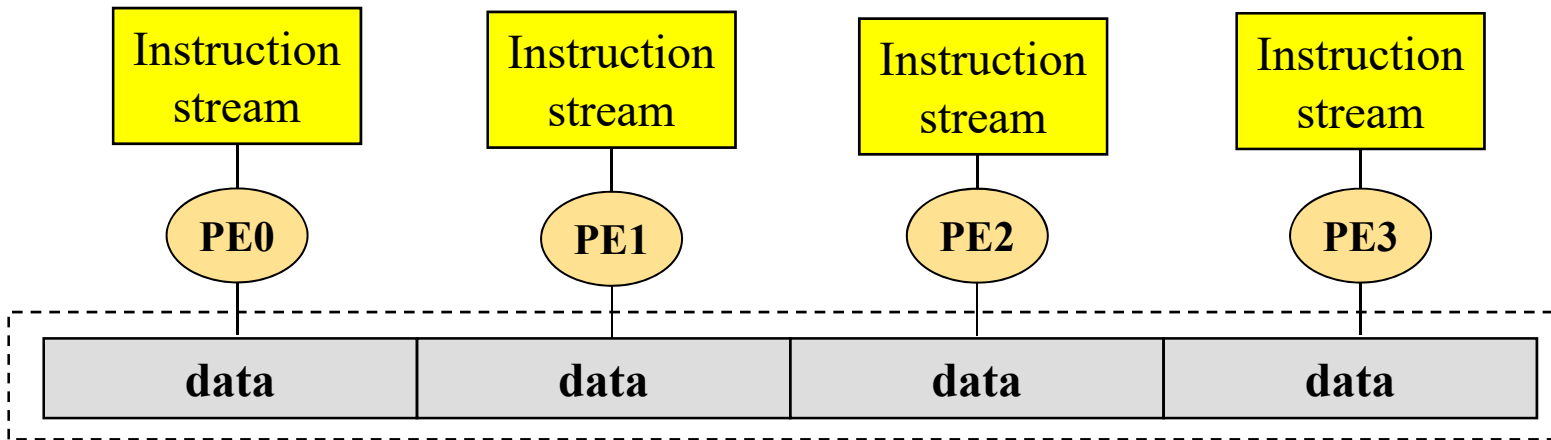 Instruction
stream
Instruction
stream
Instruction
stream
Instruction
stream
PE0
PE1
PE2
PE3
data
data
data
data